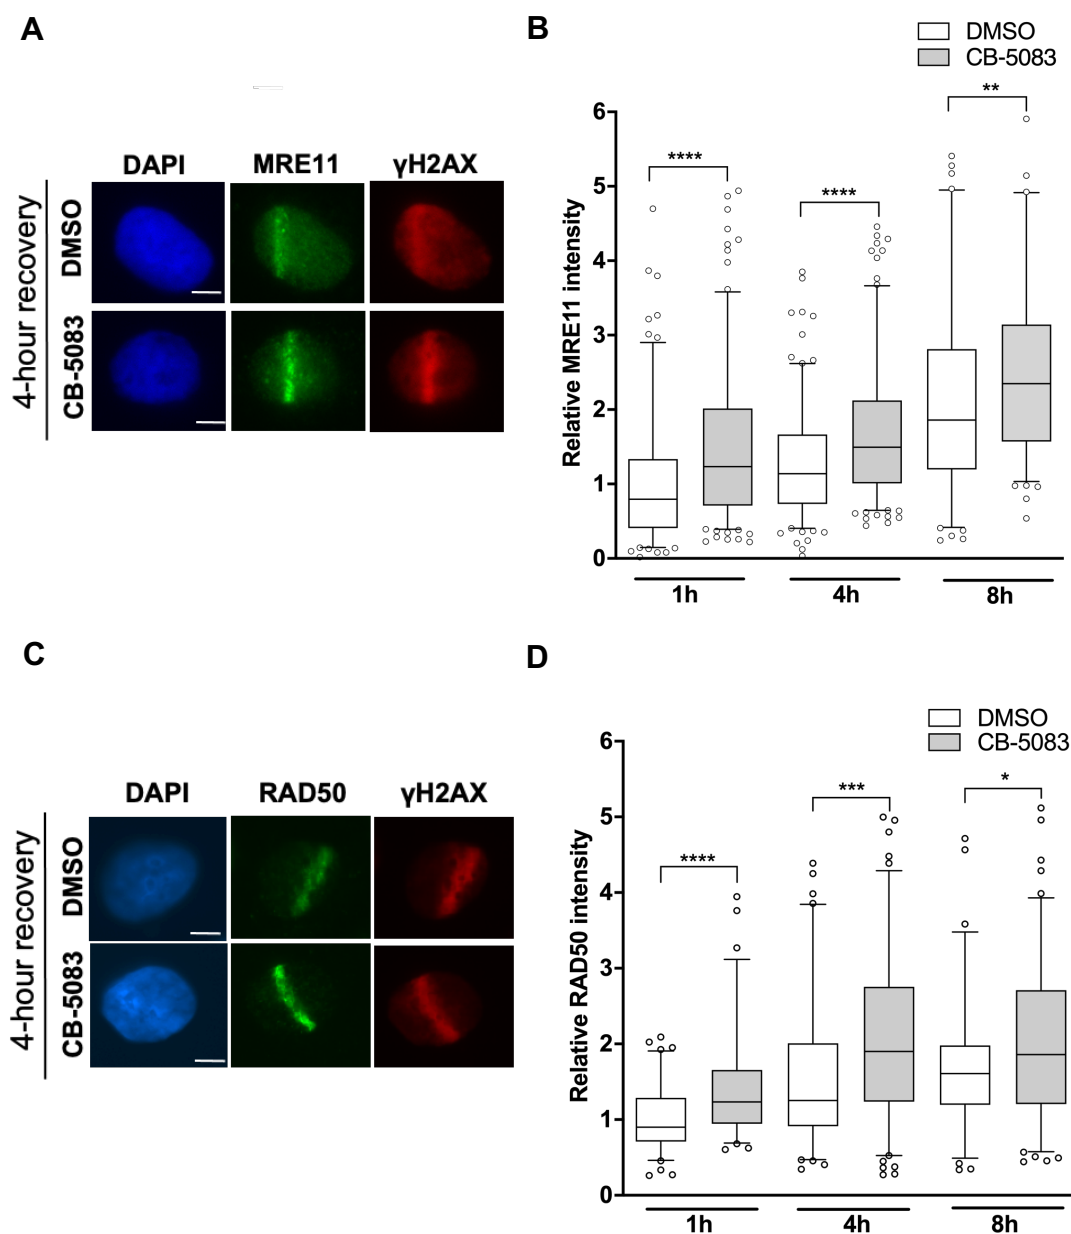 A
DAPI MRE11 γH2AX
4-hour recovery
DMSO
CB-5083
B
DMSO
CB-5083
Relative MRE11 intensity
6
5
4
3
2
1
0
****
****
**
1h 4h 8h
C
DAPI RAD50 γH2AX
4-hour recovery
DMSO
CB-5083
D
DMSO
CB-5083
Relative RAD50 intensity
6
5
4
3
2
1
0
****
***
*
1h 4h 8h